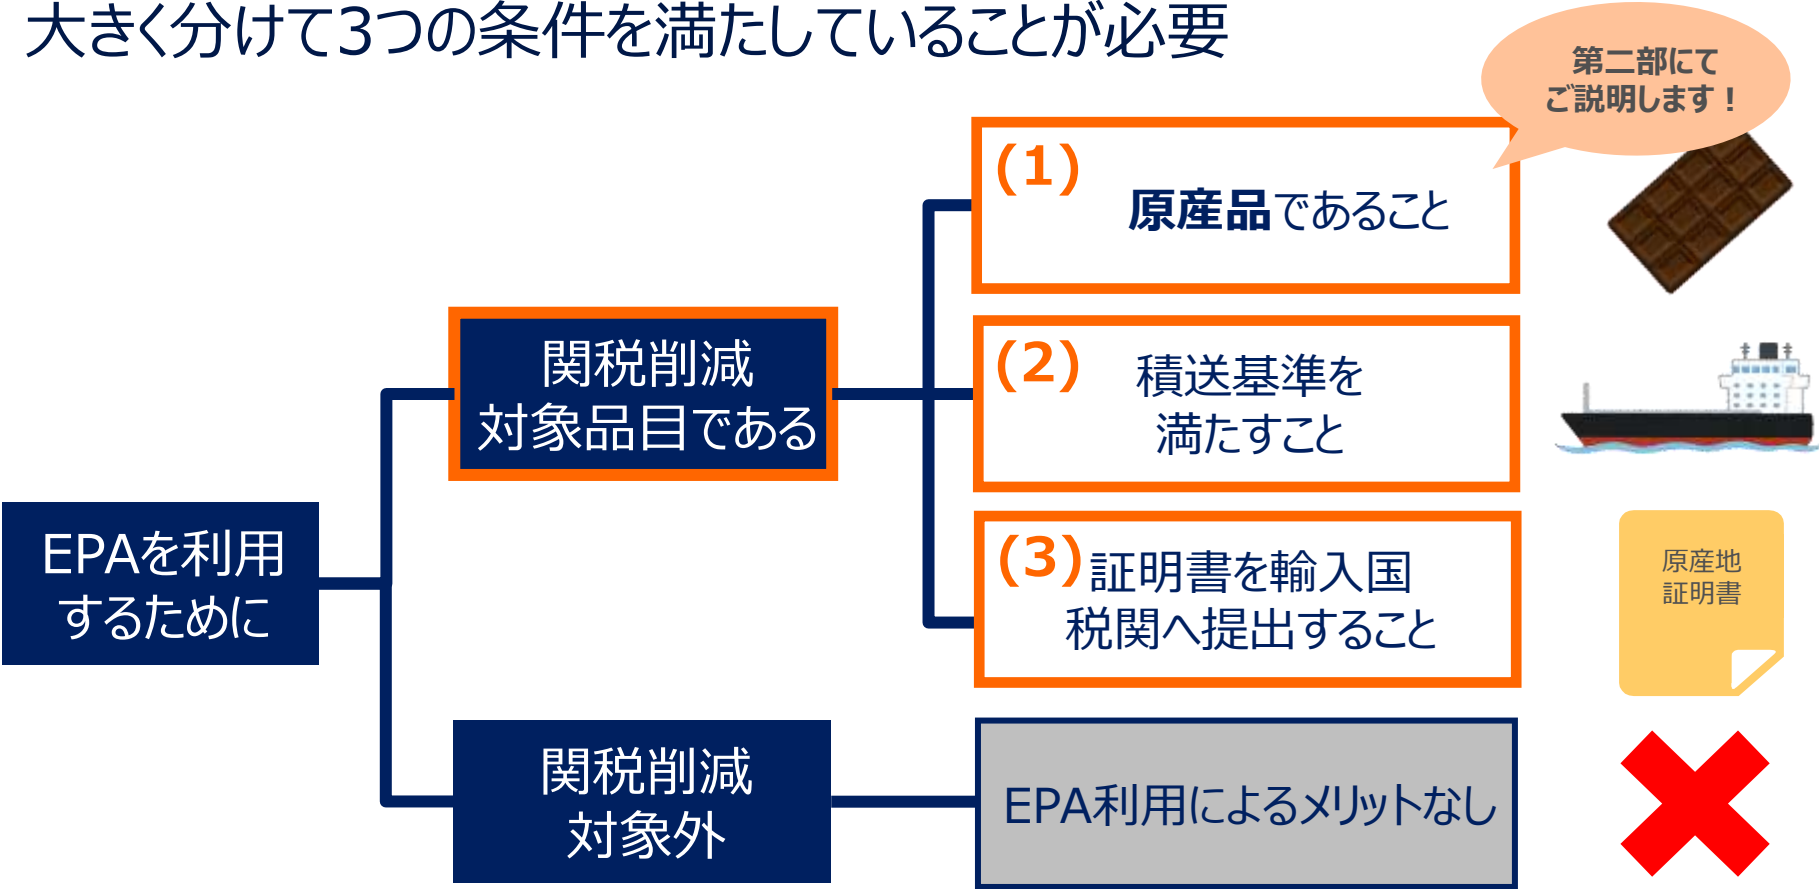 大きく分けて3つの条件を満たしていることが必要
第二部にて
ご説明します！
(1)
原産品であること
(2)
積送基準を
満たすこと
(3)
証明書を輸入国
税関へ提出すること
関税削減
対象品目である
EPAを利用
するために
原産地
証明書
関税削減
対象外
EPA利用によるメリットなし